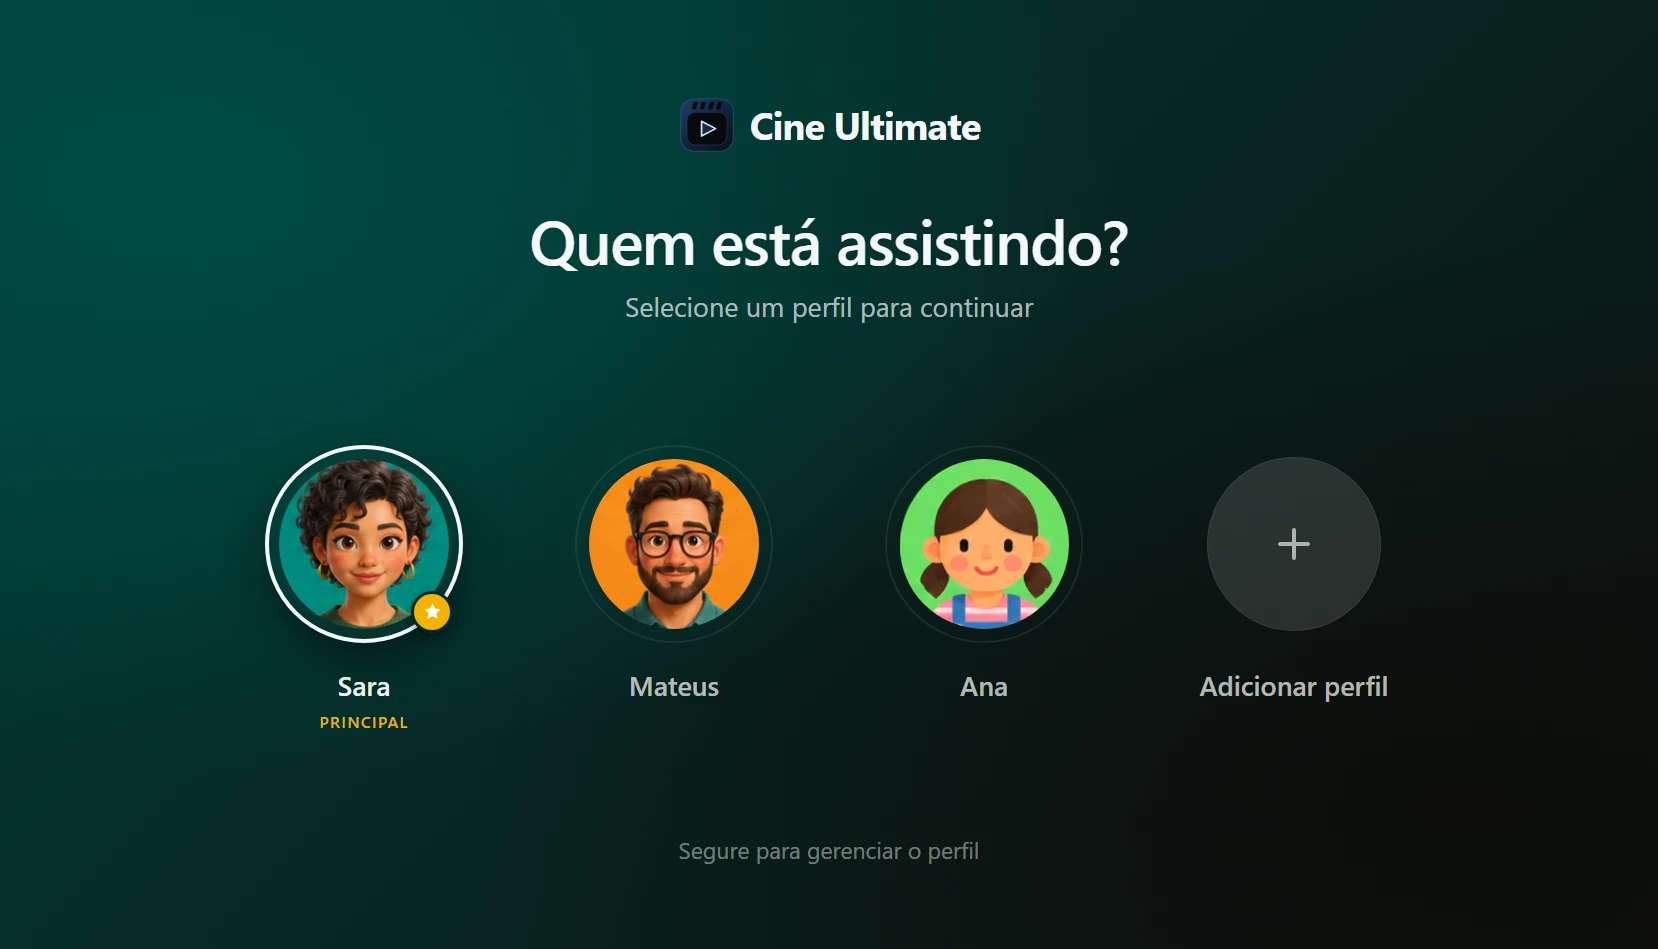 Cine Ultimate
Quem está assistindo?
Selecione um perfil para continuar
Sara
PRINCIPAL
Mateus
Ana
Adicionar perfil
Segure para gerenciar o perfil